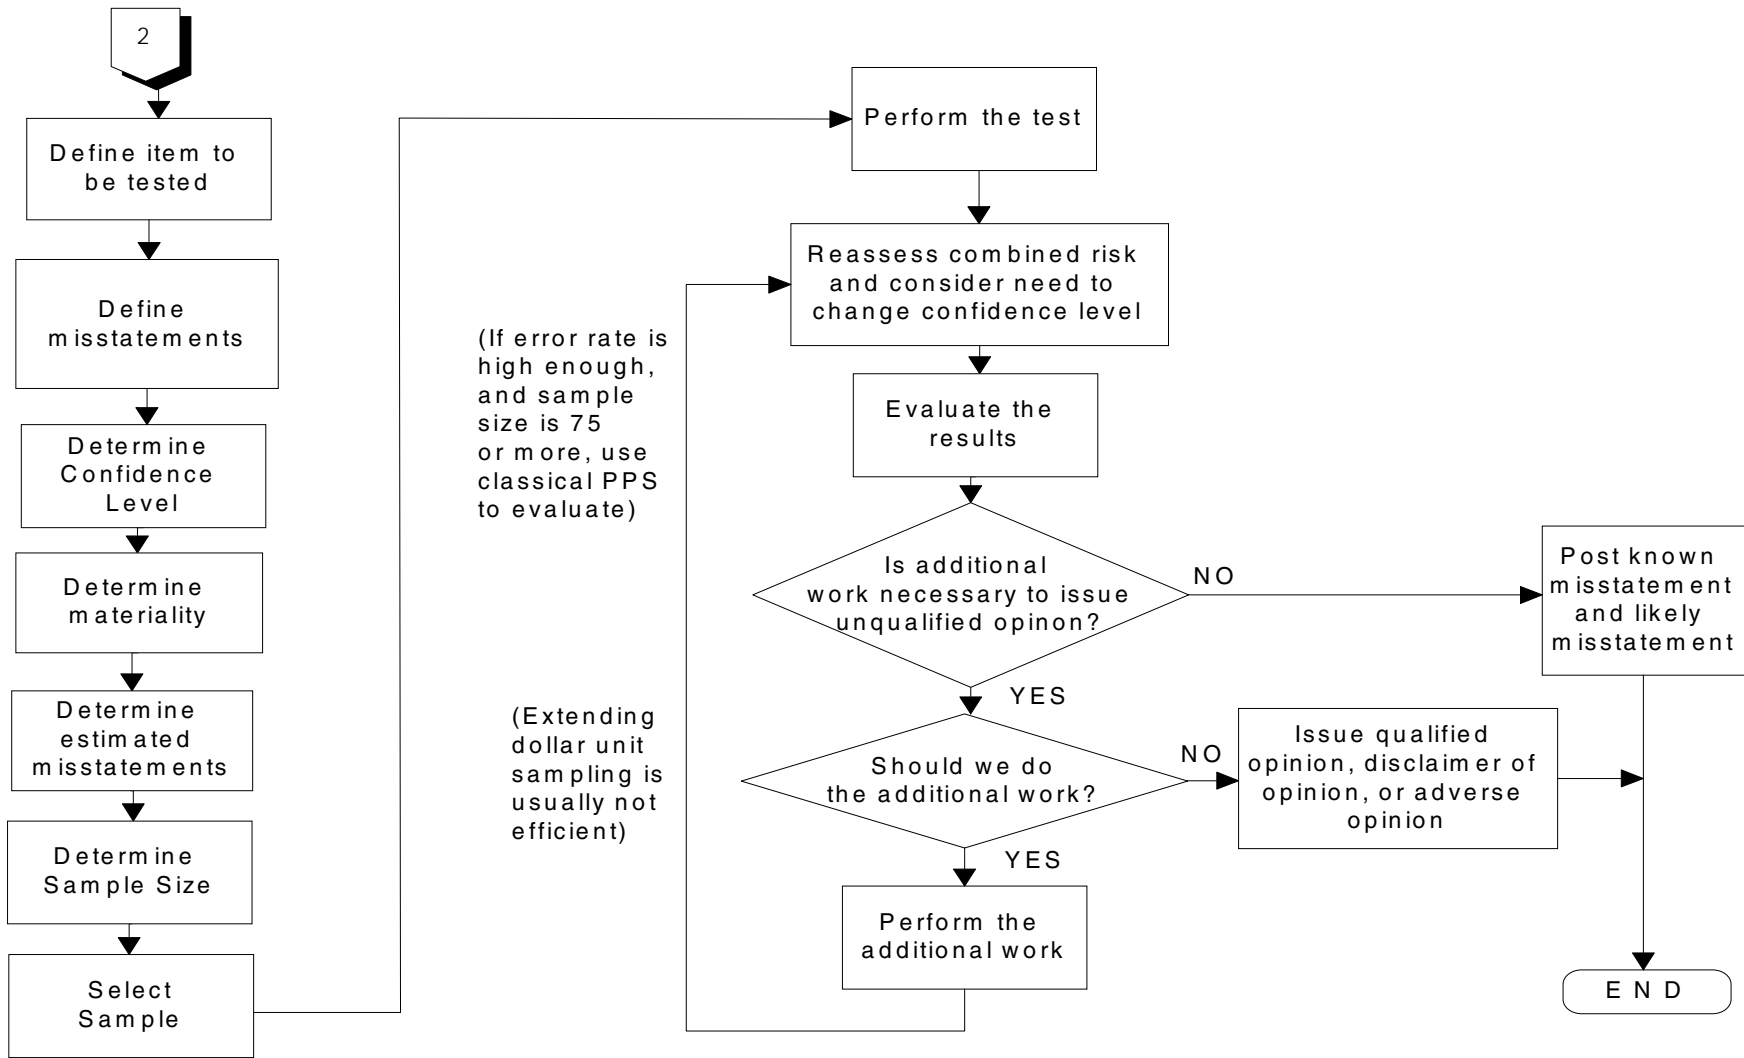 2
Define item to
be tested
Define
misstatements
Determine
Confidence
Level
Determine
materiality
Determine
estimated
misstatements
Determine
Sample Size
Select
Sample
(If error rate is
high enough,
and sample
size is 75
or more, use
classical PPS
to evaluate)
(Extending
dollar unit
sampling is
usually not
efficient)
Perform the test
Reassess combined risk
and consider need to
change confidence level
Evaluate the
results
Is additional
work necessary to issue
unqualified opinon?
NO
YES
Should we do
the additional work?
NO
YES
Perform the
additional work
Issue qualified
opinion, disclaimer of
opinion, or adverse
opinion
Post known
misstatement
and likely
misstatement
END